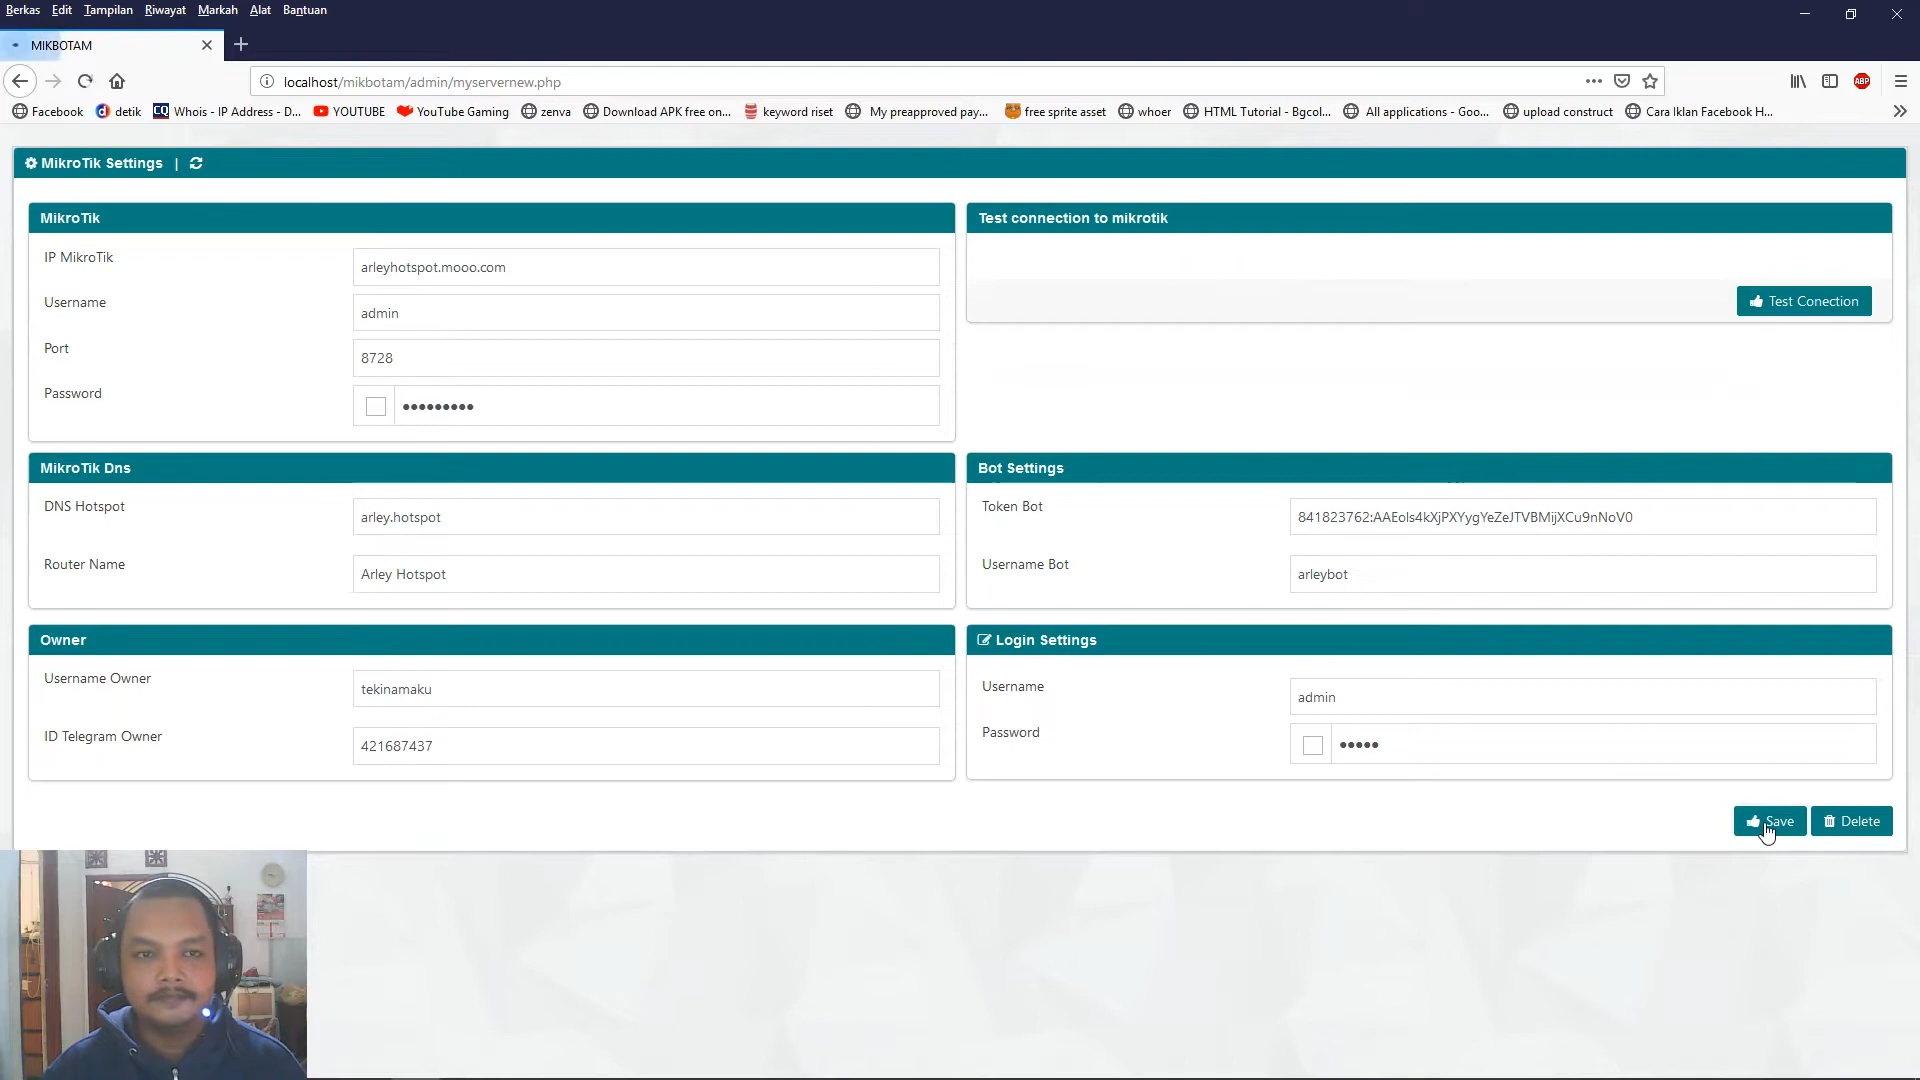 Berkas Edit Tampilan Riwayat Markah Alat Bantuan
MIKBOTAM
localhost/mikbotam/admin/myservernew.php
Facebook detik Whois - IP Address - D... YOUTUBE YouTube Gaming zenva Download APK free on... keyword riset My preapproved pay... free sprite asset whoer HTML Tutorial - Bgcol... All applications - Goo... upload construct Cara Iklan Facebook H...
MikroTik Settings |
MikroTik
IP MikroTik
arleyhotspot.mooo.com
Username
admin
Port
8728
Password
•••••••••
Test connection to mikrotik
Test Conection
MikroTik Dns
DNS Hotspot
arley.hotspot
Router Name
Arley Hotspot
Bot Settings
Token Bot
841823762:AAEols4kXjPXYygYeZeJTVBMijXCu9nNoV0
Username Bot
arleybot
Owner
Username Owner
tekinamaku
ID Telegram Owner
421687437
Login Settings
Username
admin
Password
•••••
Save
Delete